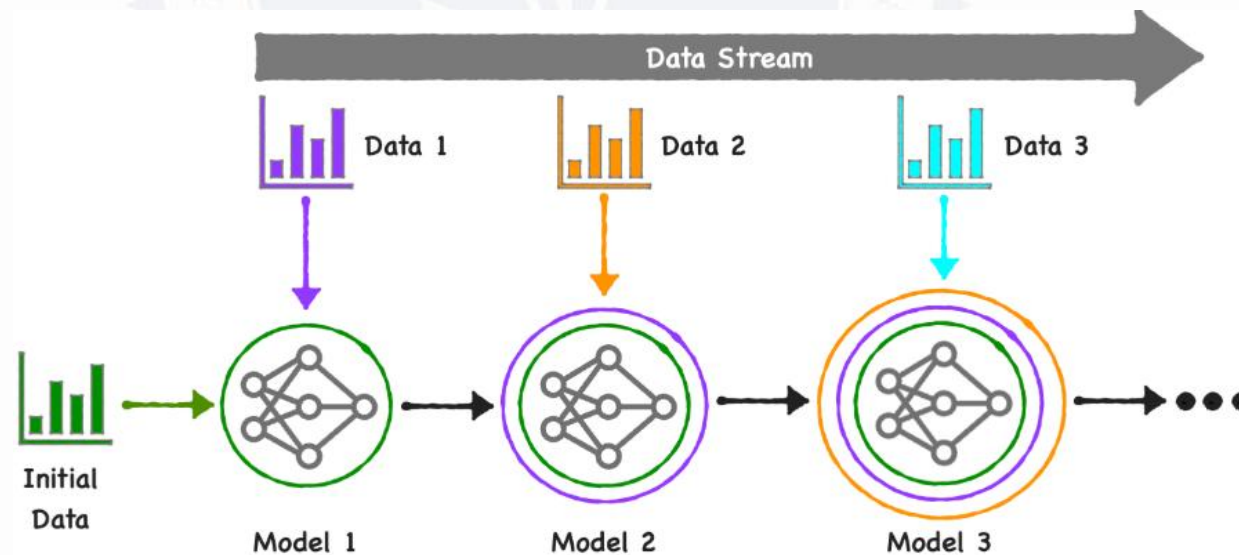 Data Stream
Data 1
Data 2
Data 3
Initial
Data
Model 1
Model 2
Model 3